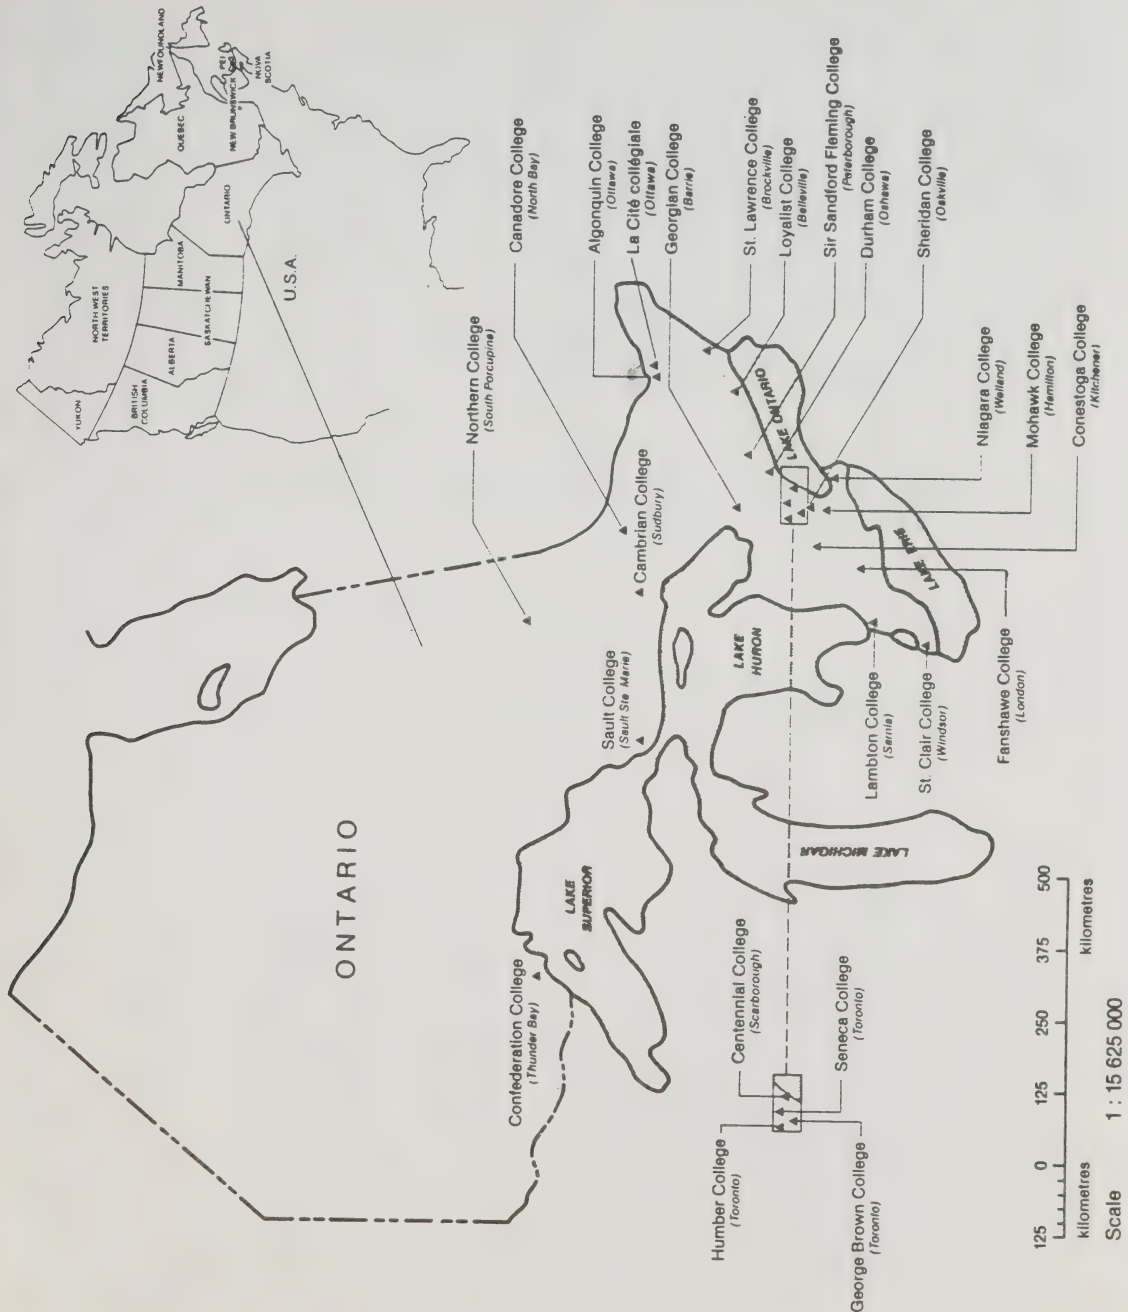 NEWFOUNDLAND
PEI
NOVA
SCOTIA
NEW BRUNSWICK
QUEBEC
ONTARIO
MANITOBA
SASKATCHEWAN
ALBERTA
BRITISH
COLUMBIA
NORTH WEST
TERRITORIES
YUKON
U.S.A.
ONTARIO
Northern College
(South Porcupine)
Canadore College
(North Bay)
Algonquin College
(Ottawa)
La Cité collégiale
(Ottawa)
Georgian College
(Barrie)
St. Lawrence College
(Brockville)
Loyalist College
(Belleville)
Sir Sandford Fleming College
(Peterborough)
Durham College
(Oshawa)
Sheridan College
(Oakville)
Confederation College
(Thunder Bay)
Sault College
(Sault Ste Marie)
Cambrian College
(Sudbury)
LAKE
SUPERIOR
LAKE
HURON
LAKE ONTARIO
LAKE ERIE
LAKE MICHIGAN
Humber College
(Toronto)
Centennial College
(Scarborough)
George Brown College
(Toronto)
Seneca College
(Toronto)
Lambton College
(Sarnia)
St. Clair College
(Windsor)
Fanshawe College
(London)
Niagara College
(Welland)
Mohawk College
(Hamilton)
Conestoga College
(Kitchener)
125 0 125 250 375 500
kilometres kilometres
Scale 1 : 15 625 000